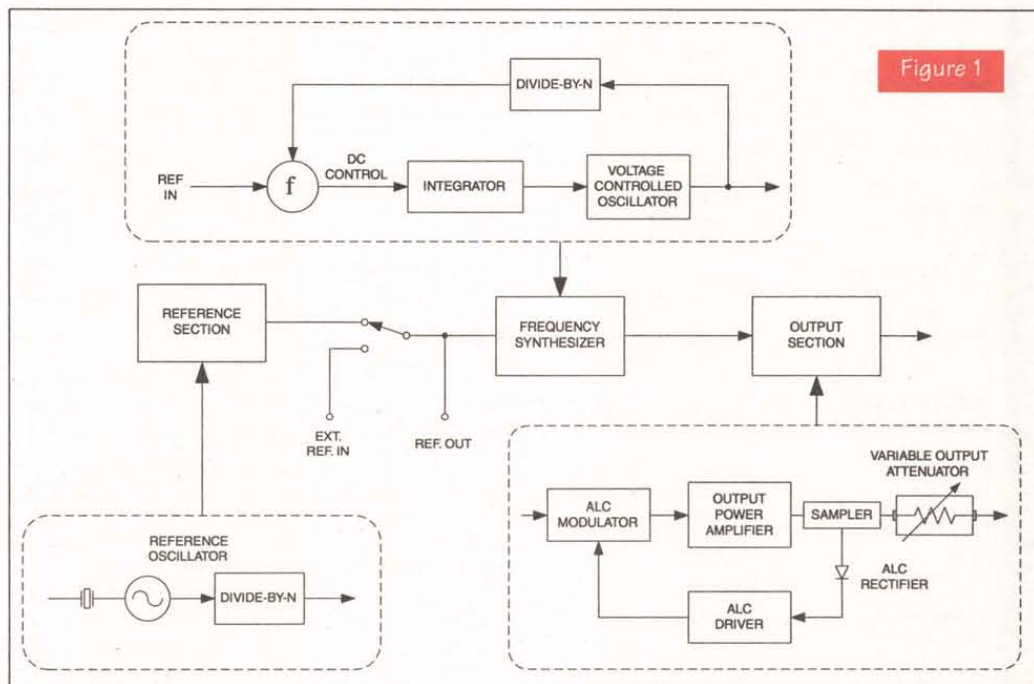 Figure 1
DIVIDE-BY-N
REF
IN
f
DC
CONTROL
INTEGRATOR
VOLTAGE
CONTROLLED
OSCILLATOR
REFERENCE
SECTION
EXT.
REF. IN
REF. OUT
FREQUENCY
SYNTHESIZER
OUTPUT
SECTION
REFERENCE
OSCILLATOR
DIVIDE-BY-N
ALC
MODULATOR
OUTPUT
POWER
AMPLIFIER
SAMPLER
VARIABLE OUTPUT
ATTENUATOR
ALC
RECTIFIER
ALC
DRIVER